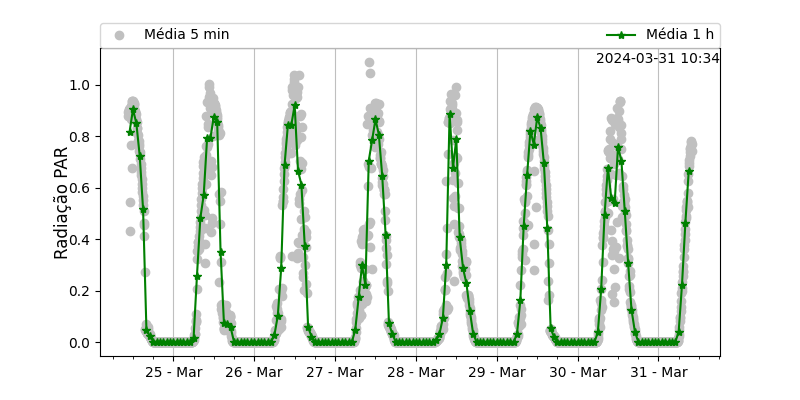 Média 5 min
Média 1 h
2024-03-31 10:34
Radiação PAR
1.0
0.8
0.6
0.4
0.2
0.0
25 - Mar
26 - Mar
27 - Mar
28 - Mar
29 - Mar
30 - Mar
31 - Mar